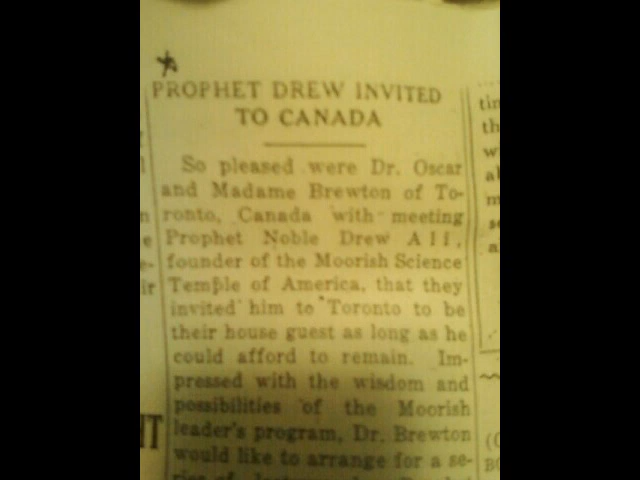 PROPHET DREW INVITED
TO CANADA
So pleased were Dr. Oscar
and Madame Brewton of To-
ronto, Canada with meeting
Prophet Noble Drew Ali,
founder of the Moorish Science
Temple of America, that they
invited him to Toronto to be
their house guest as long as he
could afford to remain. Im-
pressed with the wisdom and
possibilities of the Moorish
leader's program, Dr. Brewton
would like to arrange for a se-